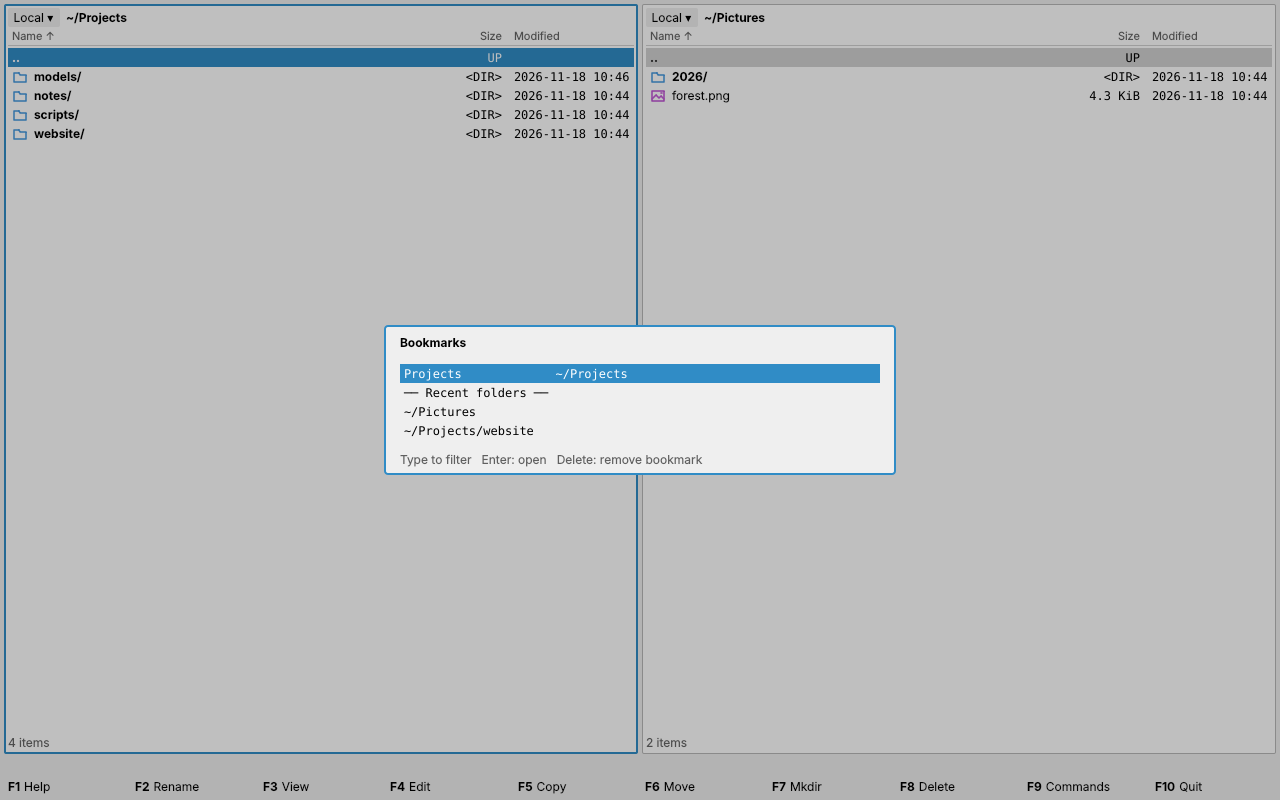 Local ▾ ~/Projects
Name ↑ Size Modified
.. UP
models/ <DIR> 2026-11-18 10:46
notes/ <DIR> 2026-11-18 10:44
scripts/ <DIR> 2026-11-18 10:44
website/ <DIR> 2026-11-18 10:44
4 items
Local ▾ ~/Pictures
Name ↑ Size Modified
.. UP
2026/ <DIR> 2026-11-18 10:44
forest.png 4.3 KiB 2026-11-18 10:44
2 items
Bookmarks
Projects ~/Projects
── Recent folders ──
~/Pictures
~/Projects/website
Type to filter Enter: open Delete: remove bookmark
F1 Help F2 Rename F3 View F4 Edit F5 Copy F6 Move F7 Mkdir F8 Delete F9 Commands F10 Quit